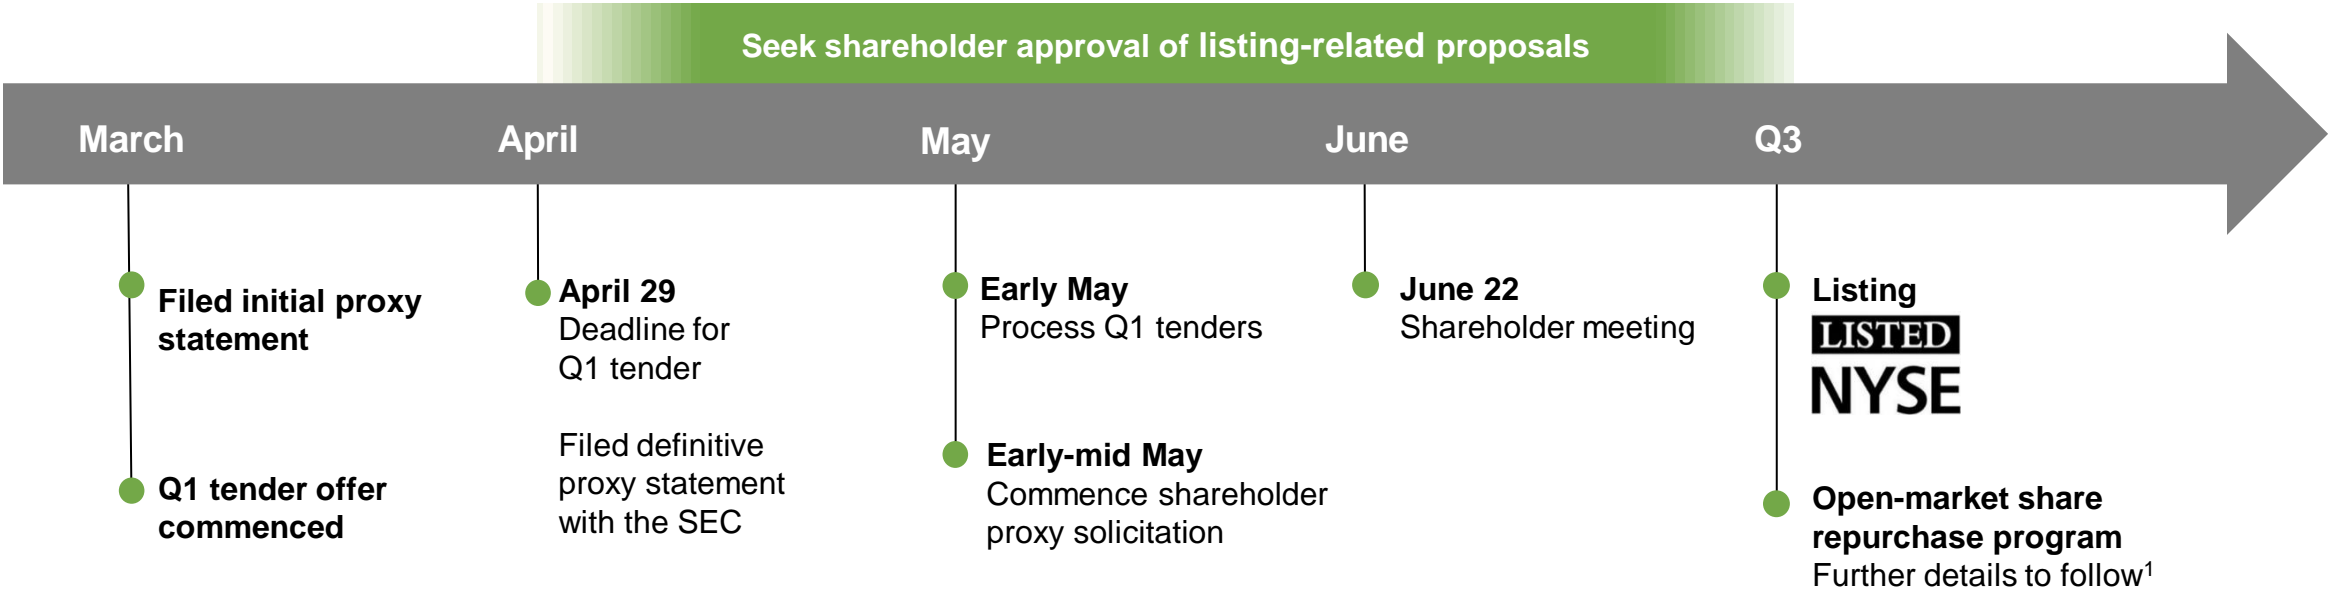 Seek shareholder approval of listing-related proposals
March
April
May
June
Q3
Filed initial proxy
statement
Q1 tender offer
commenced
April 29
Deadline for
Q1 tender
Filed definitive
proxy statement
with the SEC
Early May
Process Q1 tenders
Early-mid May
Commence shareholder
proxy solicitation
June 22
Shareholder meeting
Listing
LISTED
NYSE
Open-market share
repurchase program
Further details to follow¹